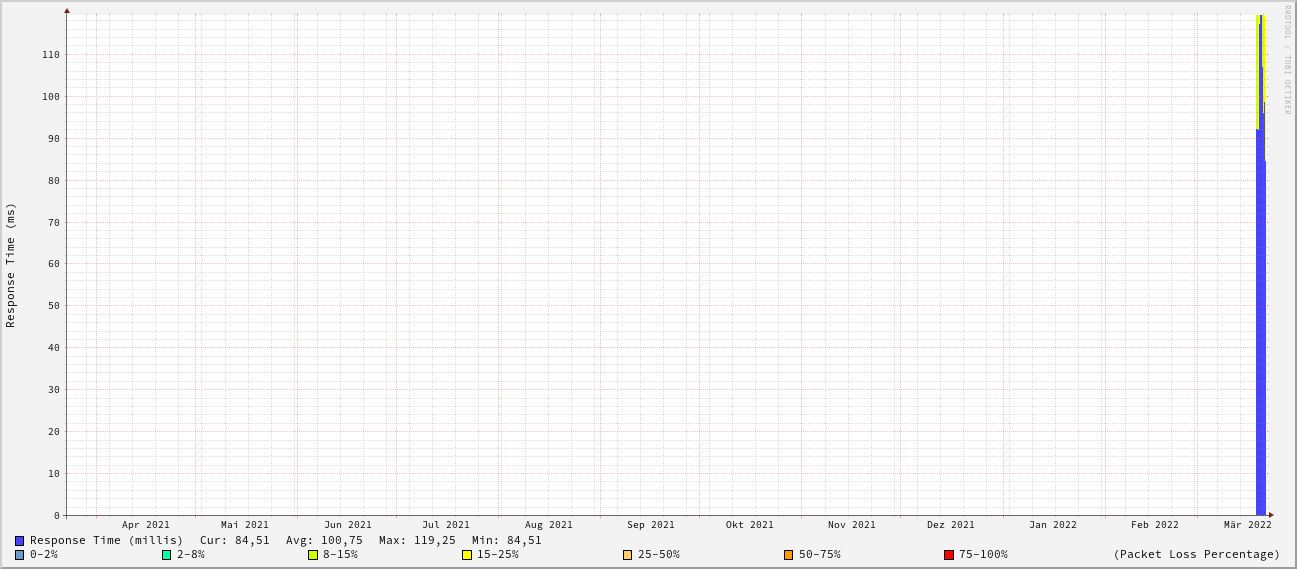 RRDTOOL / TOBI OETIKER
Response Time (ms)
110
100
90
80
70
60
50
40
30
20
10
0
Apr 2021 Mai 2021 Jun 2021 Jul 2021 Aug 2021 Sep 2021 Okt 2021 Nov 2021 Dez 2021 Jan 2022 Feb 2022 Mär 2022
Response Time (millis) Cur: 84,51 Avg: 100,75 Max: 119,25 Min: 84,51
0-2% 2-8% 8-15% 15-25% 25-50% 50-75% 75-100% (Packet Loss Percentage)